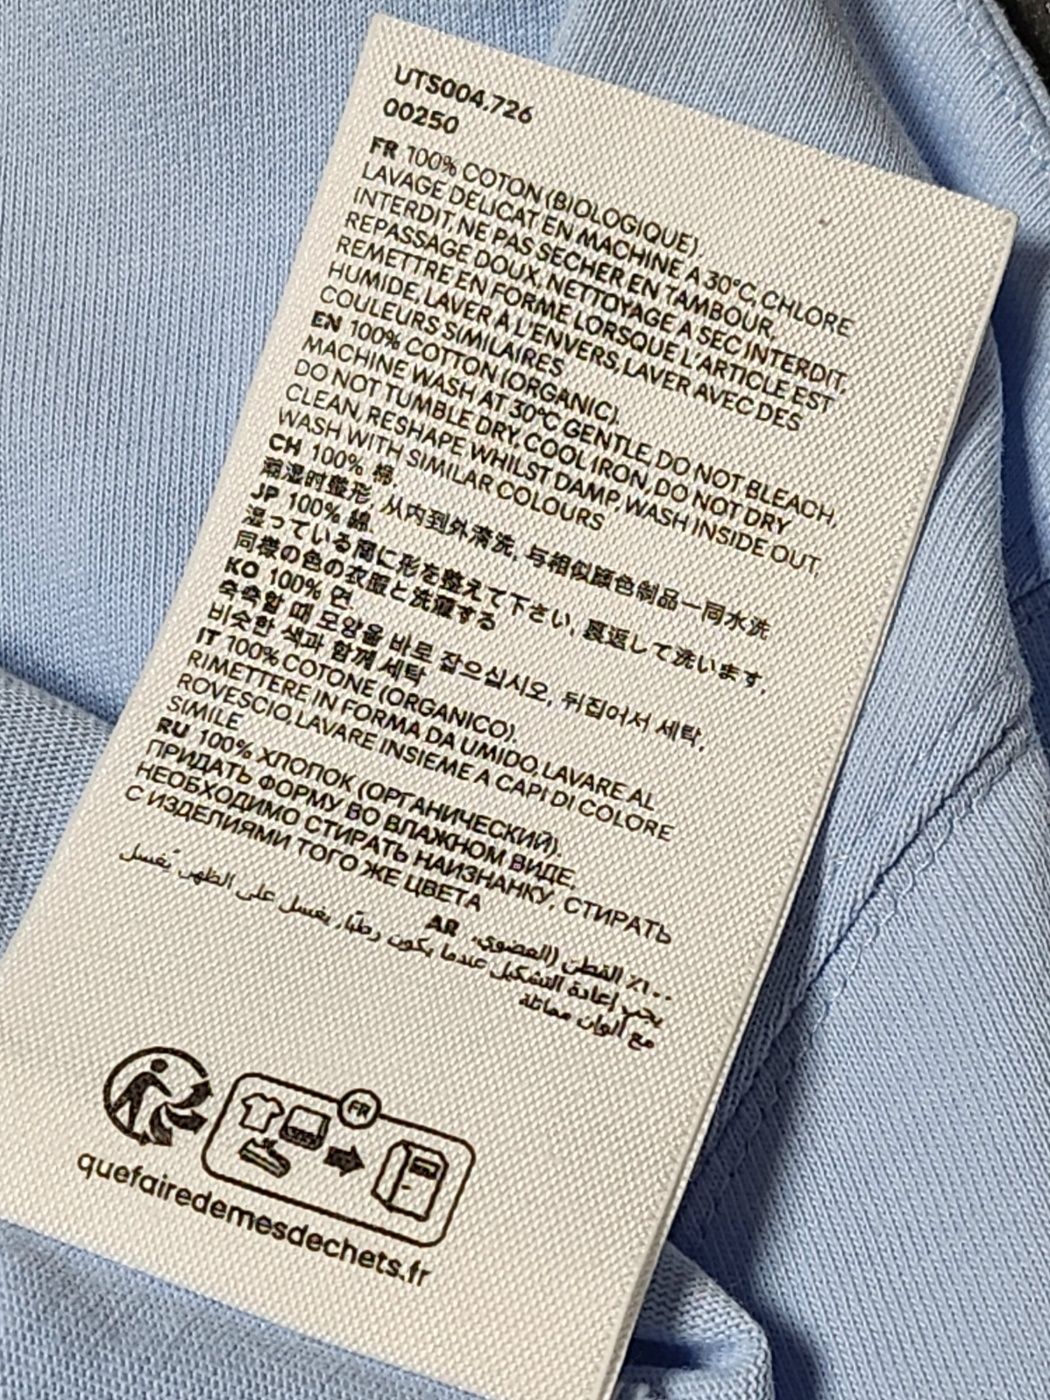 UTS004.726
00250
FR 100% COTON (BIOLOGIQUE),
LAVAGE DELICAT EN MACHINE A 30°C, CHLORE
INTERDIT, NE PAS SECHER EN TAMBOUR,
REPASSAGE DOUX, NETTOYAGE A SEC INTERDIT,
REMETTRE EN FORME LORSQUE L'ARTICLE EST
HUMIDE, LAVER À L'ENVERS, LAVER AVEC DES
COULEURS SIMILAIRES
EN 100% COTTON (ORGANIC),
MACHINE WASH AT 30°C GENTLE, DO NOT BLEACH,
DO NOT TUMBLE DRY, COOL IRON, DO NOT DRY
CLEAN, RESHAPE WHILST DAMP, WASH INSIDE OUT,
WASH WITH SIMILAR COLOURS
CH 100% 棉,
潮湿时整形, 从内到外清洗, 与相似颜色制品一同水洗
JP 100% 綿
湿っている間に形を整えて下さい, 裏返して洗います,
同様の色の衣服と洗濯する
KO 100% 면,
축축할 때 모양을 바로 잡으십시오, 뒤집어서 세탁,
비슷한 색과 함께 세탁
IT 100% COTONE (ORGANICO),
RIMETTERE IN FORMA DA UMIDO, LAVARE AL
ROVESCIO, LAVARE INSIEME A CAPI DI COLORE
SIMILE
RU 100% ХЛОПОК (ОРГАНИЧЕСКИЙ),
ПРИДАТЬ ФОРМУ ВО ВЛАЖНОМ ВИДЕ,
НЕОБХОДИМО СТИРАТЬ НАИЗНАНКУ, СТИРАТЬ
С ИЗДЕЛИЯМИ ТОГО ЖЕ ЦВЕТА
AR
١٠٠٪ القطن (العضوي),
يجب إعادة التشكيل عندما يكون رطبًا, يغسل على الظهر, يُغسل
مع ألوان مماثلة
FR
quefairedemesdechets.fr